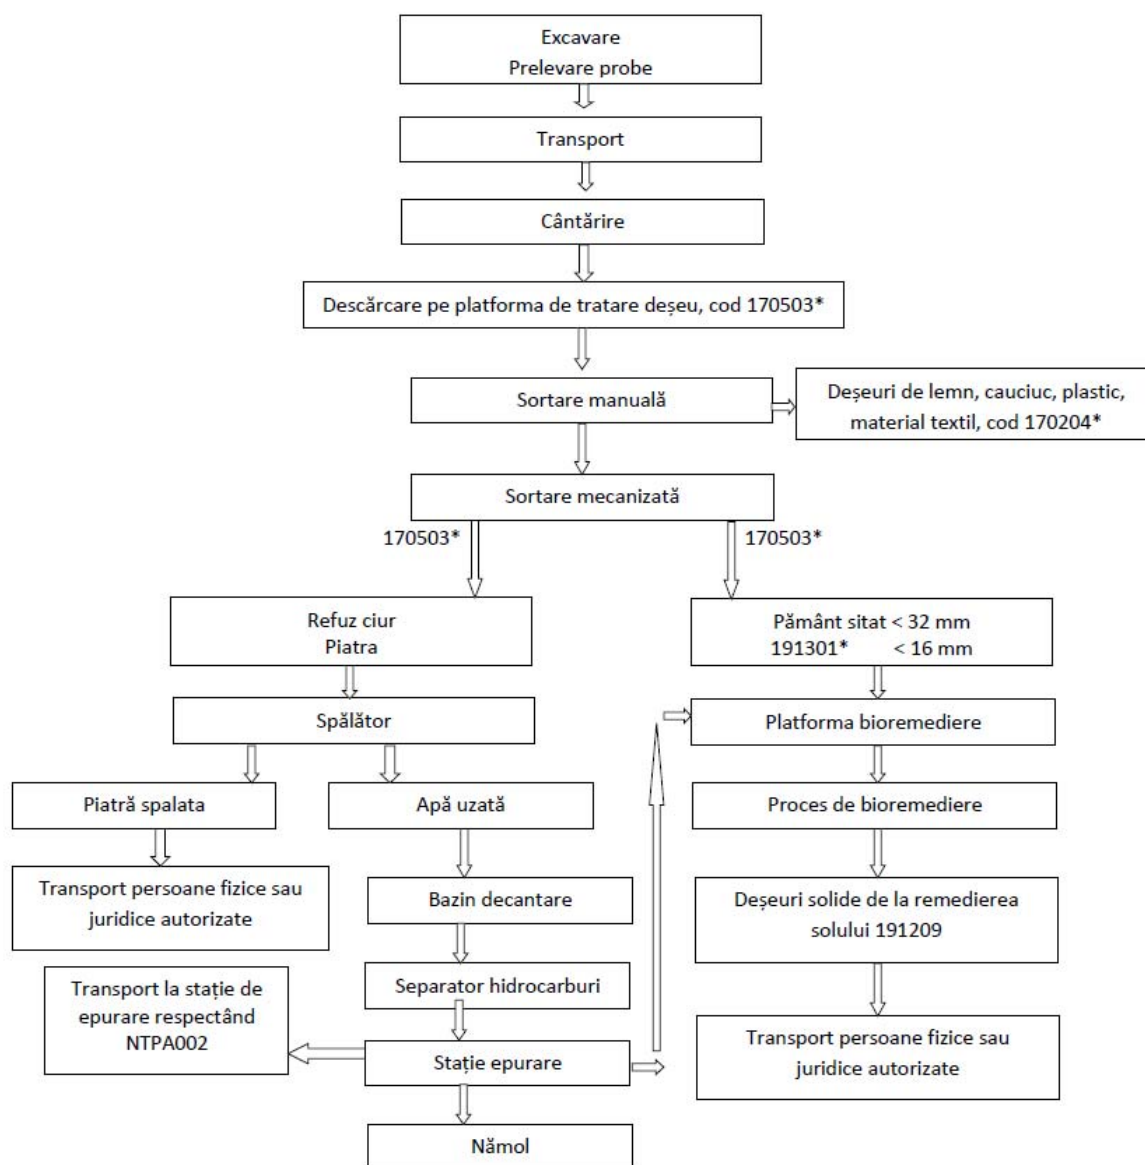 Excavare
Prelevare probe
Transport
Cântărire
Descărcare pe platforma de tratare deșeu, cod 170503*
Sortare manuală
Deșeuri de lemn, cauciuc, plastic,
material textil, cod 170204*
Sortare mecanizată
170503*
170503*
Refuz ciur
Piatra
Pământ sitat < 32 mm
191301* < 16 mm
Spălător
Platforma bioremediere
Piatră spalata
Apă uzată
Proces de bioremediere
Transport persoane fizice sau
juridice autorizate
Bazin decantare
Deșeuri solide de la remedierea
solului 191209
Separator hidrocarburi
Transport la stație de
epurare respectând
NTPA002
Stație epurare
Transport persoane fizice sau
juridice autorizate
Nămol